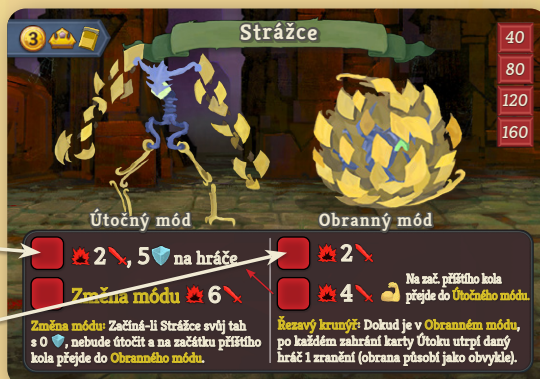 3
Strážce
40
80
120
160
Útočný mód
Obranný mód
2, 5 na hráče
Změna módu 6
Změna módu: Začíná-li Strážce svůj tah
s 0 , nebude útočit a na začátku příštího
kola přejde do Obranného módu.
2
4 Na zač. příštího kola
přejde do Útočného módu.
Řezavý krunýř: Dokud je v Obranném módu,
po každém zahrání karty Útoku utrpí daný
hráč 1 zranění (obrana působí jako obvykle).